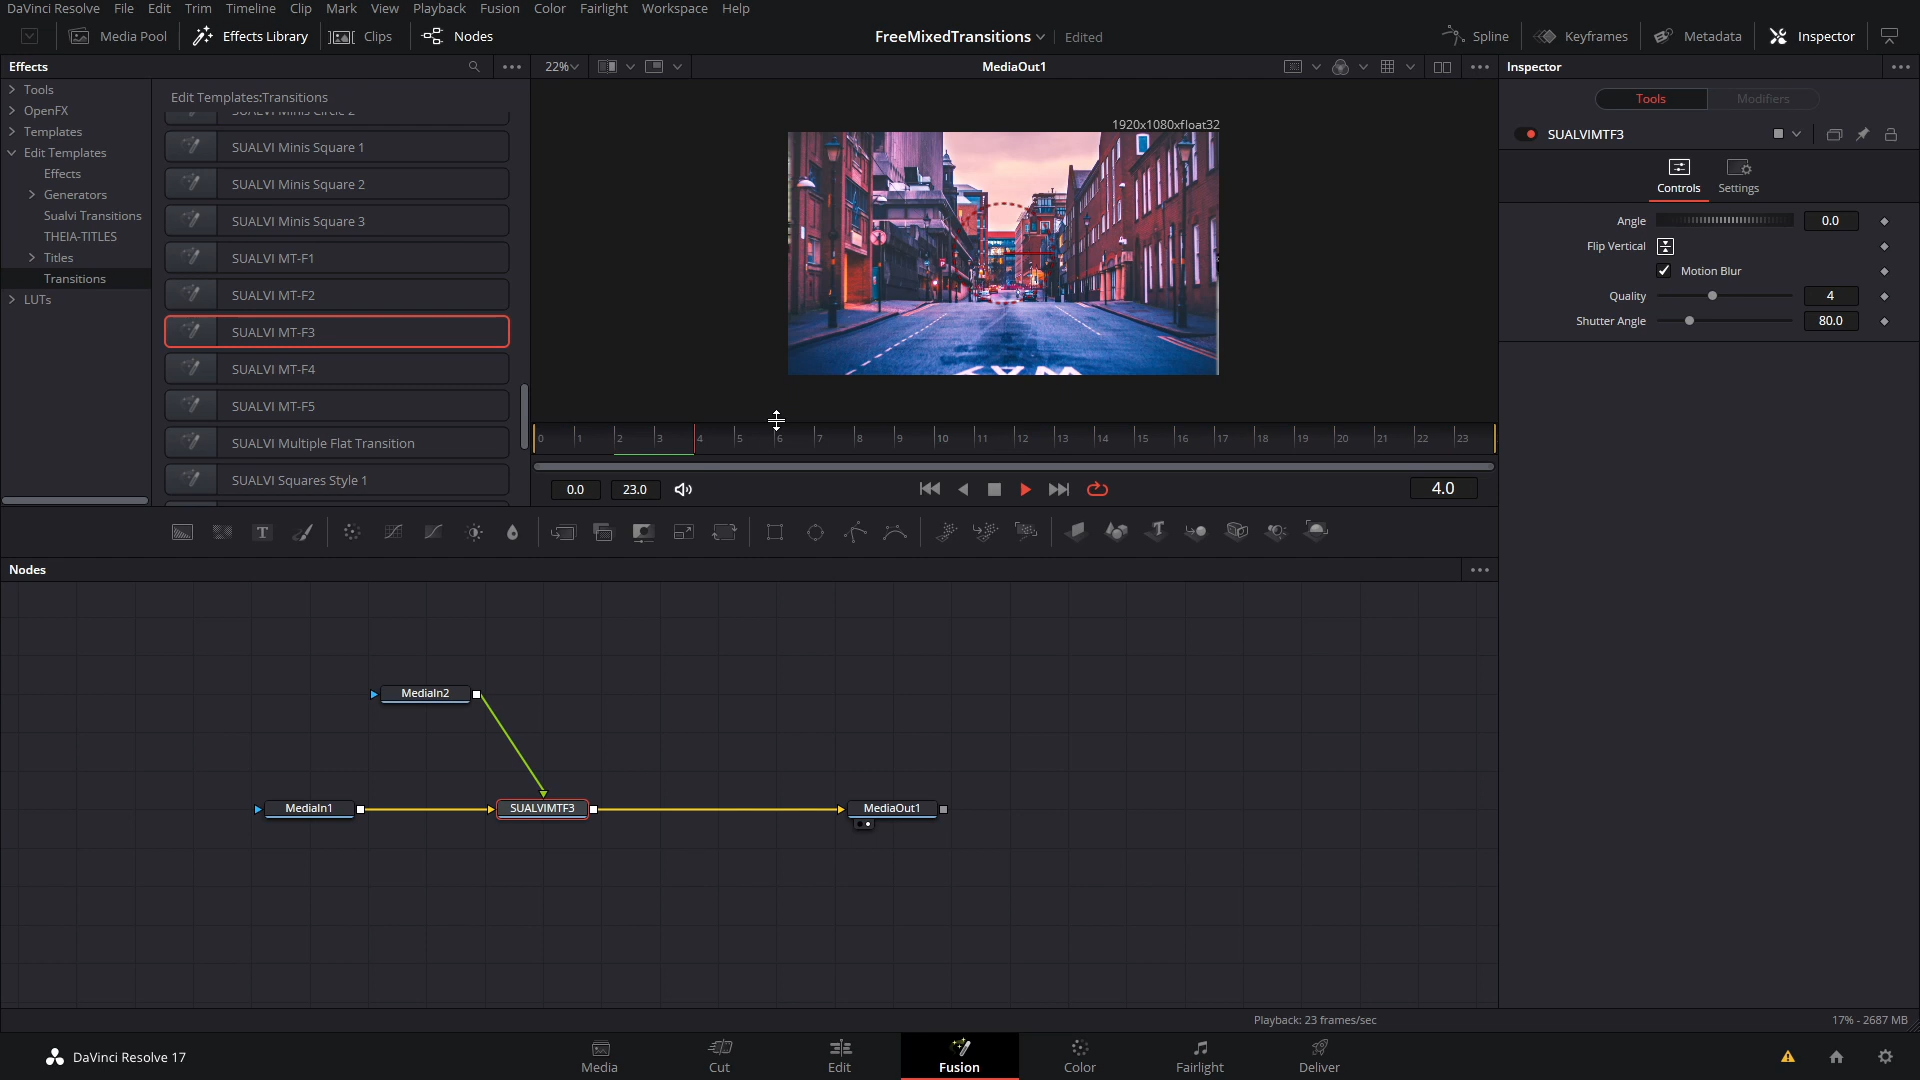 DaVinci Resolve File Edit Trim Timeline Clip Mark View Playback Fusion Color Fairlight Workspace Help
Media Pool Effects Library Clips Nodes FreeMixedTransitions Edited Spline Keyframes Metadata Inspector
Effects 22% MediaOut1 Inspector
Tools
OpenFX
Templates
Edit Templates
Effects
Generators
Sualvi Transitions
THEIA-TITLES
Titles
Transitions
LUTs
Edit Templates:Transitions
SUALVI Minis Circle 2
SUALVI Minis Square 1
SUALVI Minis Square 2
SUALVI Minis Square 3
SUALVI MT-F1
SUALVI MT-F2
SUALVI MT-F3
SUALVI MT-F4
SUALVI MT-F5
SUALVI Multiple Flat Transition
SUALVI Squares Style 1
1920x1080xfloat32
0 1 2 3 4 5 6 7 8 9 10 11 12 13 14 15 16 17 18 19 20 21 22 23
0.0 23.0 4.0
Tools Modifiers
SUALVIMTF3
Controls Settings
Angle 0.0
Flip Vertical
Motion Blur
Quality 4
Shutter Angle 80.0
Nodes
MediaIn2
MediaIn1 SUALVIMTF3 MediaOut1
Playback: 23 frames/sec 17% - 2687 MB
DaVinci Resolve 17 Media Cut Edit Fusion Color Fairlight Deliver